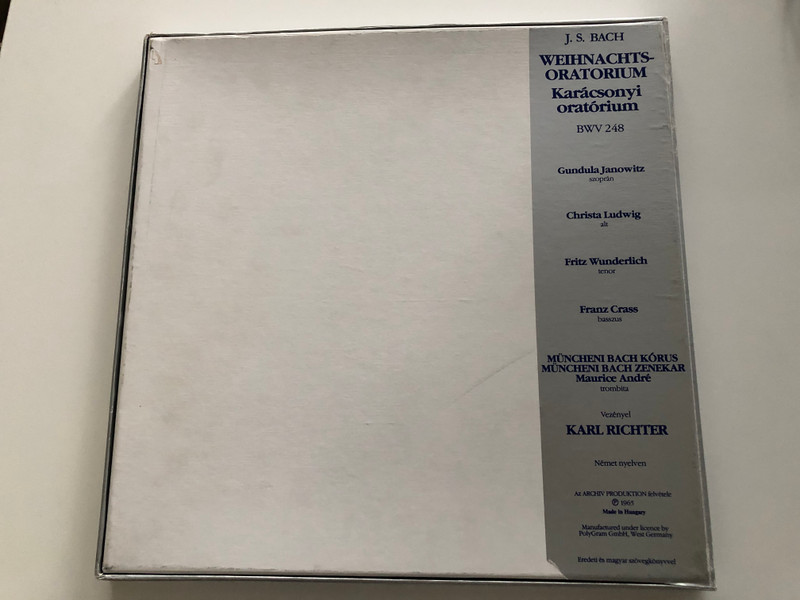 J. S. BACH
WEIHNACHTS-
ORATORIUM
Karácsonyi
oratórium
BWV 248
Gundula Janowitz
szoprán
Christa Ludwig
alt
Fritz Wunderlich
tenor
Franz Crass
basszus
MÜNCHENI BACH KÓRUS
MÜNCHENI BACH ZENEKAR
Maurice André
trombita
Vezényel
KARL RICHTER
Német nyelven
Az ARCHIV PRODUKTION felvétele
℗ 1965
Made in Hungary
Manufactured under licence by
PolyGram GmbH, West Germany
Eredeti és magyar szövegkönyvvel